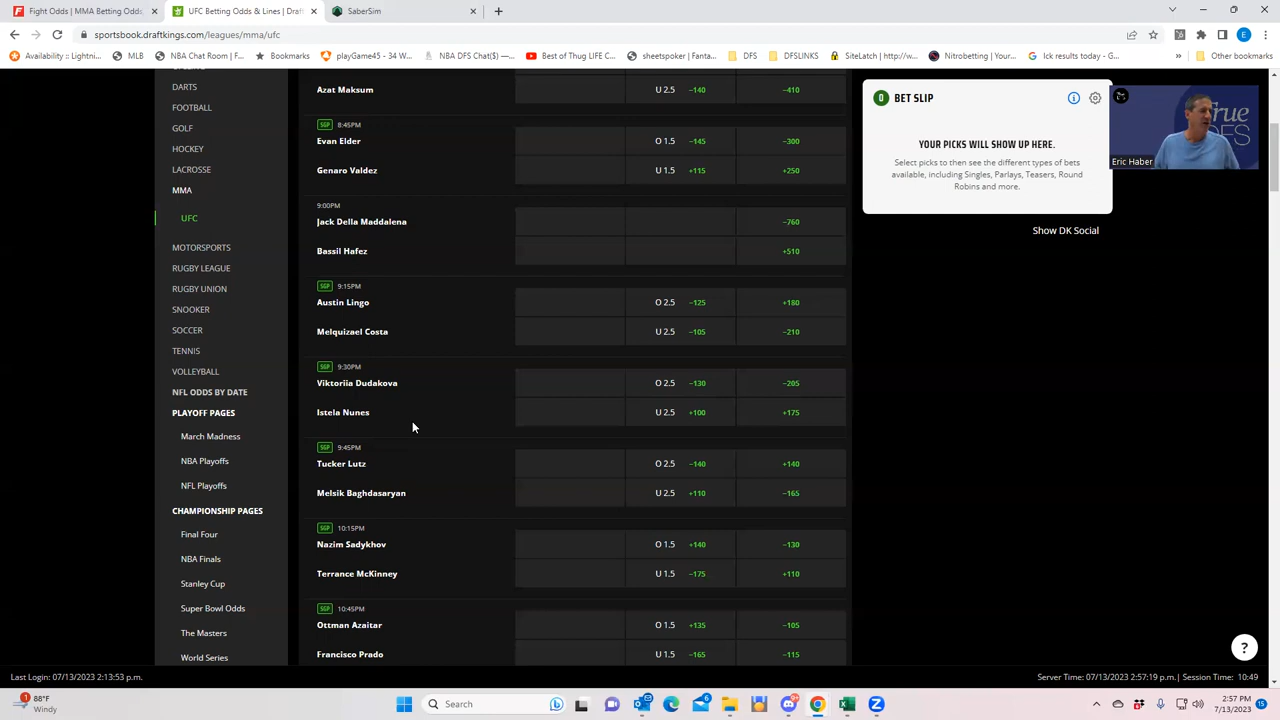 Fight Odds | MMA Betting Odds &
UFC Betting Odds & Lines | Draft
SaberSim
sportsbook.draftkings.com/leagues/mma/ufc
Availability :: Lightni...
MLB
NBA Chat Room | F...
Bookmarks
playGame45 - 34 W...
NBA DFS Chat($) —...
Best of Thug LIFE C...
sheetspoker | Fanta...
DFS
DFSLINKS
SiteLatch | http://w...
Nitrobetting | Your...
Ick results today - G...
Other bookmarks
DARTS
FOOTBALL
GOLF
HOCKEY
LACROSSE
MMA
UFC
MOTORSPORTS
RUGBY LEAGUE
RUGBY UNION
SNOOKER
SOCCER
TENNIS
VOLLEYBALL
NFL ODDS BY DATE
PLAYOFF PAGES
March Madness
NBA Playoffs
NFL Playoffs
CHAMPIONSHIP PAGES
Final Four
NBA Finals
Stanley Cup
Super Bowl Odds
The Masters
World Series
Azat Maksum U 2.5 −140 −410
SGP 8:45PM
Evan Elder O 1.5 −145 −300
Genaro Valdez U 1.5 +115 +250
9:00PM
Jack Della Maddalena −760
Bassil Hafez +510
SGP 9:15PM
Austin Lingo O 2.5 −125 +180
Melquizael Costa U 2.5 −105 −210
SGP 9:30PM
Viktoriia Dudakova O 2.5 −130 −205
Istela Nunes U 2.5 +100 +175
SGP 9:45PM
Tucker Lutz O 2.5 −140 +140
Melsik Baghdasaryan U 2.5 +110 −165
SGP 10:15PM
Nazim Sadykhov O 1.5 +140 −130
Terrance McKinney U 1.5 −175 +110
SGP 10:45PM
Ottman Azaitar O 1.5 +135 −105
Francisco Prado U 1.5 −165 −115
0 BET SLIP
YOUR PICKS WILL SHOW UP HERE.
Select picks to then see the different types of bets
available, including Singles, Parlays, Teasers, Round
Robins and more.
Show DK Social
Eric Haber
?
Last Login: 07/13/2023 2:13:53 p.m.
Server Time: 07/13/2023 2:57:19 p.m.| Session Time: 10:49
88°F
Windy
Search
2:57 PM
7/13/2023